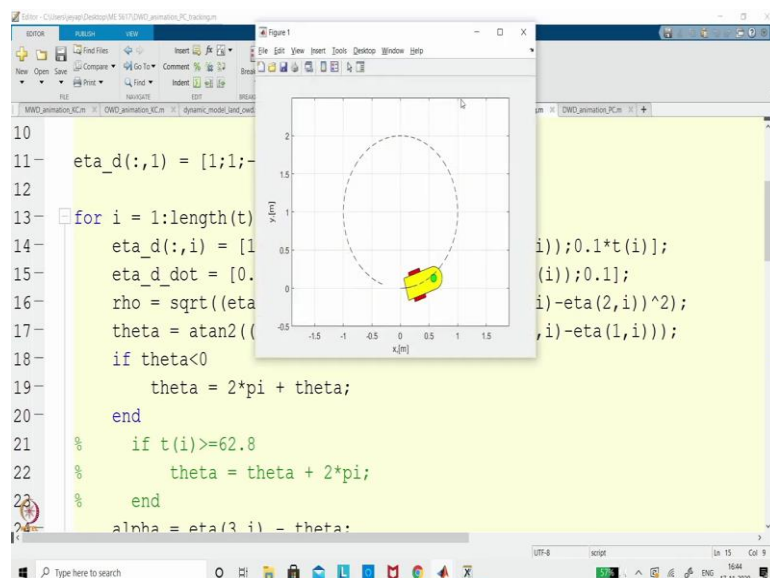 Editor - C:\Users\jeyap\Desktop\ME 5617\DWD_animation_PC_tracking.m
EDITOR PUBLISH VIEW
New Open Save
Find Files
Compare
Print
FILE
Go To
Find
NAVIGATE
Insert fx
Comment %
Indent
EDIT
MWD_animation_KC.m OWD_animation_KC.m dynamic_model_land_owd. DWD_animation_PC.m +
Figure 1
File Edit View Insert Tools Desktop Window Help
2
1.5
1
0.5
0
-0.5
y,[m]
-1.5 -1 -0.5 0 0.5 1 1.5
x,[m]
10
11 eta_d(:,1) = [1;1;-
12
13 for i = 1:length(t)
14 eta_d(:,i) = [1 i));0.1*t(i)];
15 eta_d_dot = [0. (i));0.1];
16 rho = sqrt((eta i)-eta(2,i))^2);
17 theta = atan2(( ,i)-eta(1,i)));
18 if theta<0
19 theta = 2*pi + theta;
20 end
21 % if t(i)>=62.8
22 % theta = theta + 2*pi;
23 % end
24 alpha = eta(3,i) - theta;
UTF-8 script Ln 15 Col 9
Type here to search
57% ENG 16:44